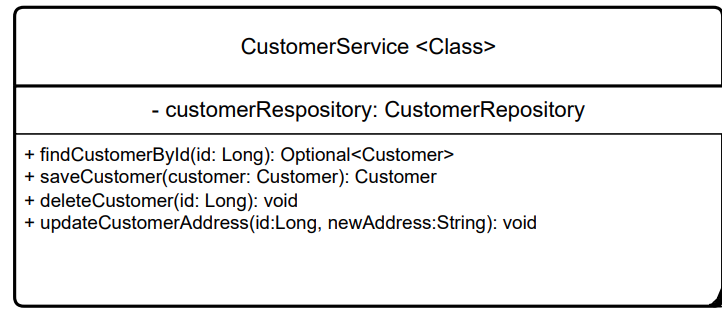 CustomerService <Class>
- customerRespository: CustomerRepository
+ findCustomerById(id: Long): Optional<Customer>
+ saveCustomer(customer: Customer): Customer
+ deleteCustomer(id: Long): void
+ updateCustomerAddress(id:Long, newAddress:String): void